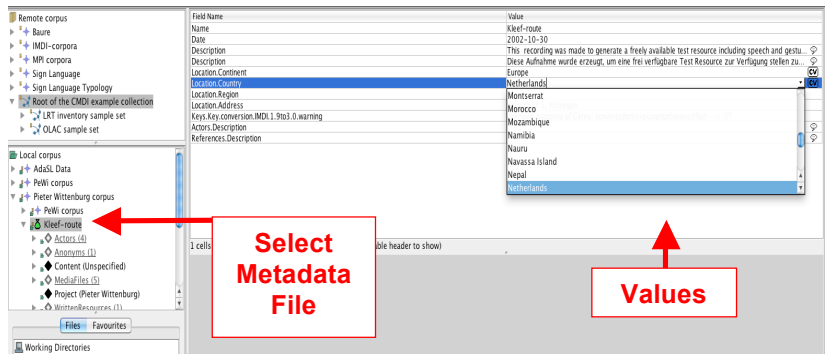 Remote corpus
Baure
IMDI-corpora
MPI corpora
Sign Language
Sign Language Typology
Root of the CMDI example collection
LRT inventory sample set
OLAC sample set
Local corpus
AdaSL Data
PeWi corpus
Pieter Wittenburg corpus
PeWi corpus
Kleef-route
Actors (4)
Anonyms (1)
Content (Unspecified)
MediaFiles (5)
Project (Pieter Wittenburg)
WrittenResources (1)
Files Favourites
Working Directories
Field Name Value
Name Kleef-route
Date 2002-10-30
Description This recording was made to generate a freely available test resource including speech and gestu...
Description Diese Aufnahme wurde erzeugt, um eine frei verfügbare Test Resource zur Verfügung stellen zu...
Location.Continent Europe CV
Location.Country Netherlands CV
Location.Region
Location.Address
Keys.Key.conversion.IMDI.1.9to3.0.warning
Actors.Description
References.Description
Montserrat
Morocco
Mozambique
Namibia
Nauru
Navassa Island
Nepal
Netherlands
1 cells able header to show)
Select
Metadata
File
Values